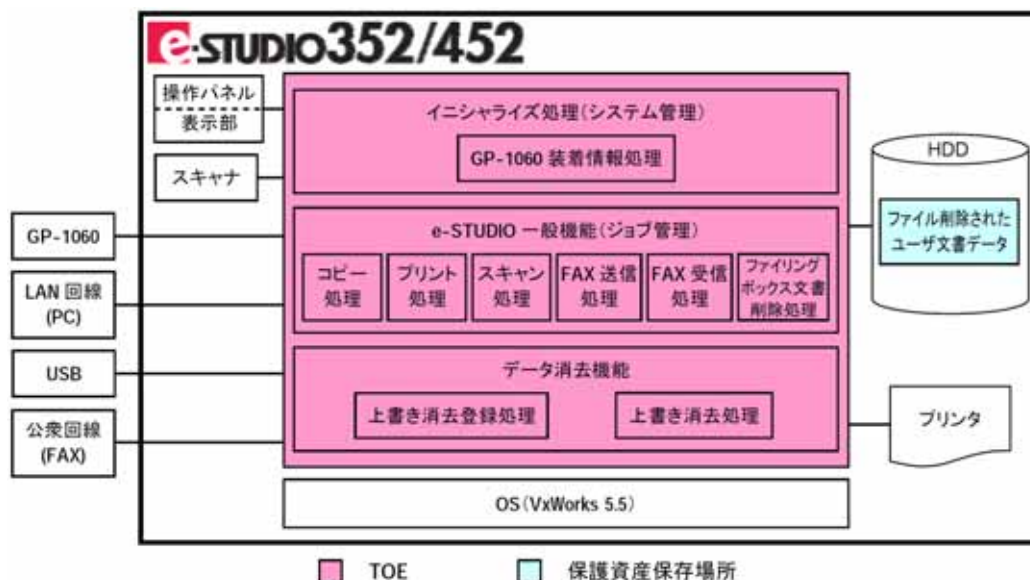 e-STUDIO352/452
操作パネル
表示部
スキャナ
GP-1060
LAN 回線
(PC)
USB
公衆回線
(FAX)
イニシャライズ処理(システム管理)
GP-1060 装着情報処理
e-STUDIO 一般機能(ジョブ管理)
コピー
処理
プリント
処理
スキャン
処理
FAX 送信
処理
FAX 受信
処理
ファイリング
ボックス文書
削除処理
データ消去機能
上書き消去登録処理
上書き消去処理
OS(VxWorks 5.5)
HDD
ファイル削除された
ユーザ文書データ
プリンタ
TOE
保護資産保存場所